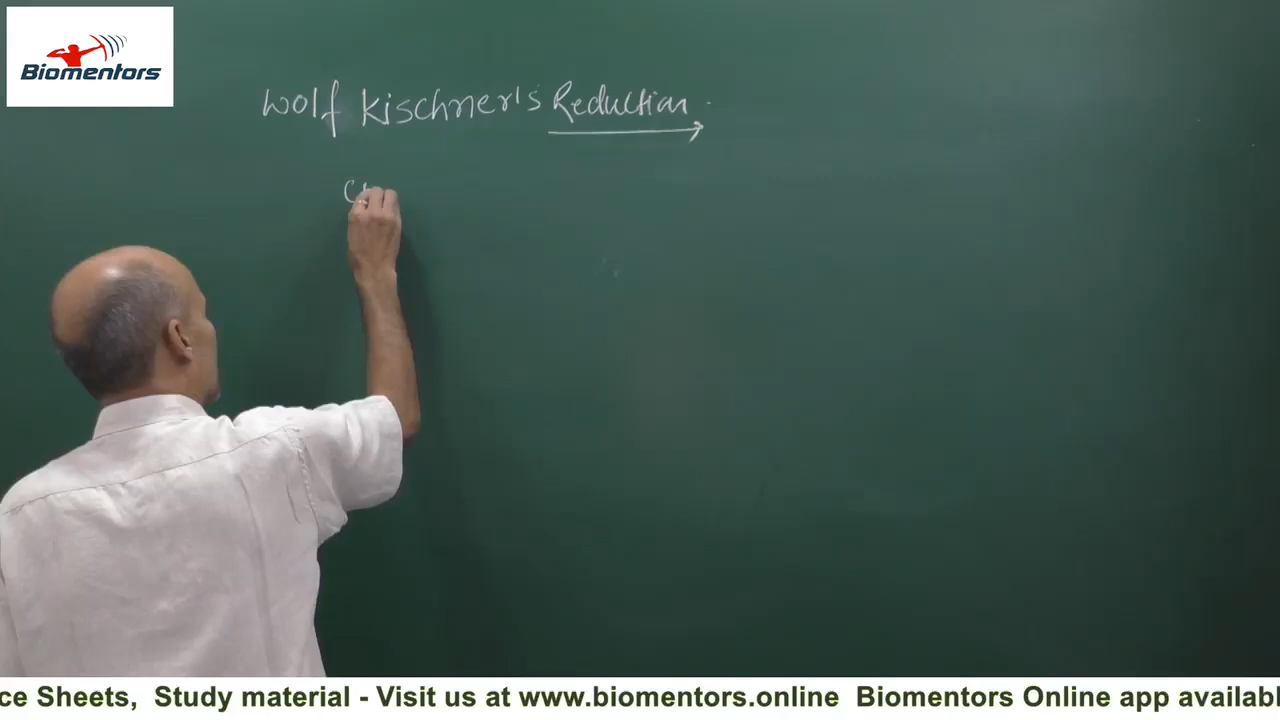 Biomentors
Wolf Kischner's Reduction
ce Sheets, Study material - Visit us at www.biomentors.online Biomentors Online app availabl